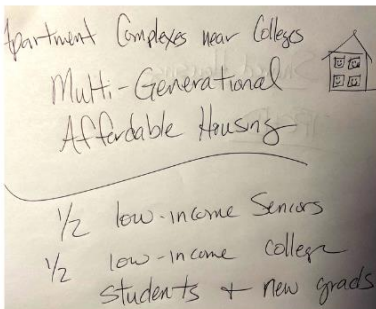 Apartment Complexes near Colleges
Multi-Generational
Affordable Housing
1/2 low-income Seniors
1/2 low-income college
students + new grads